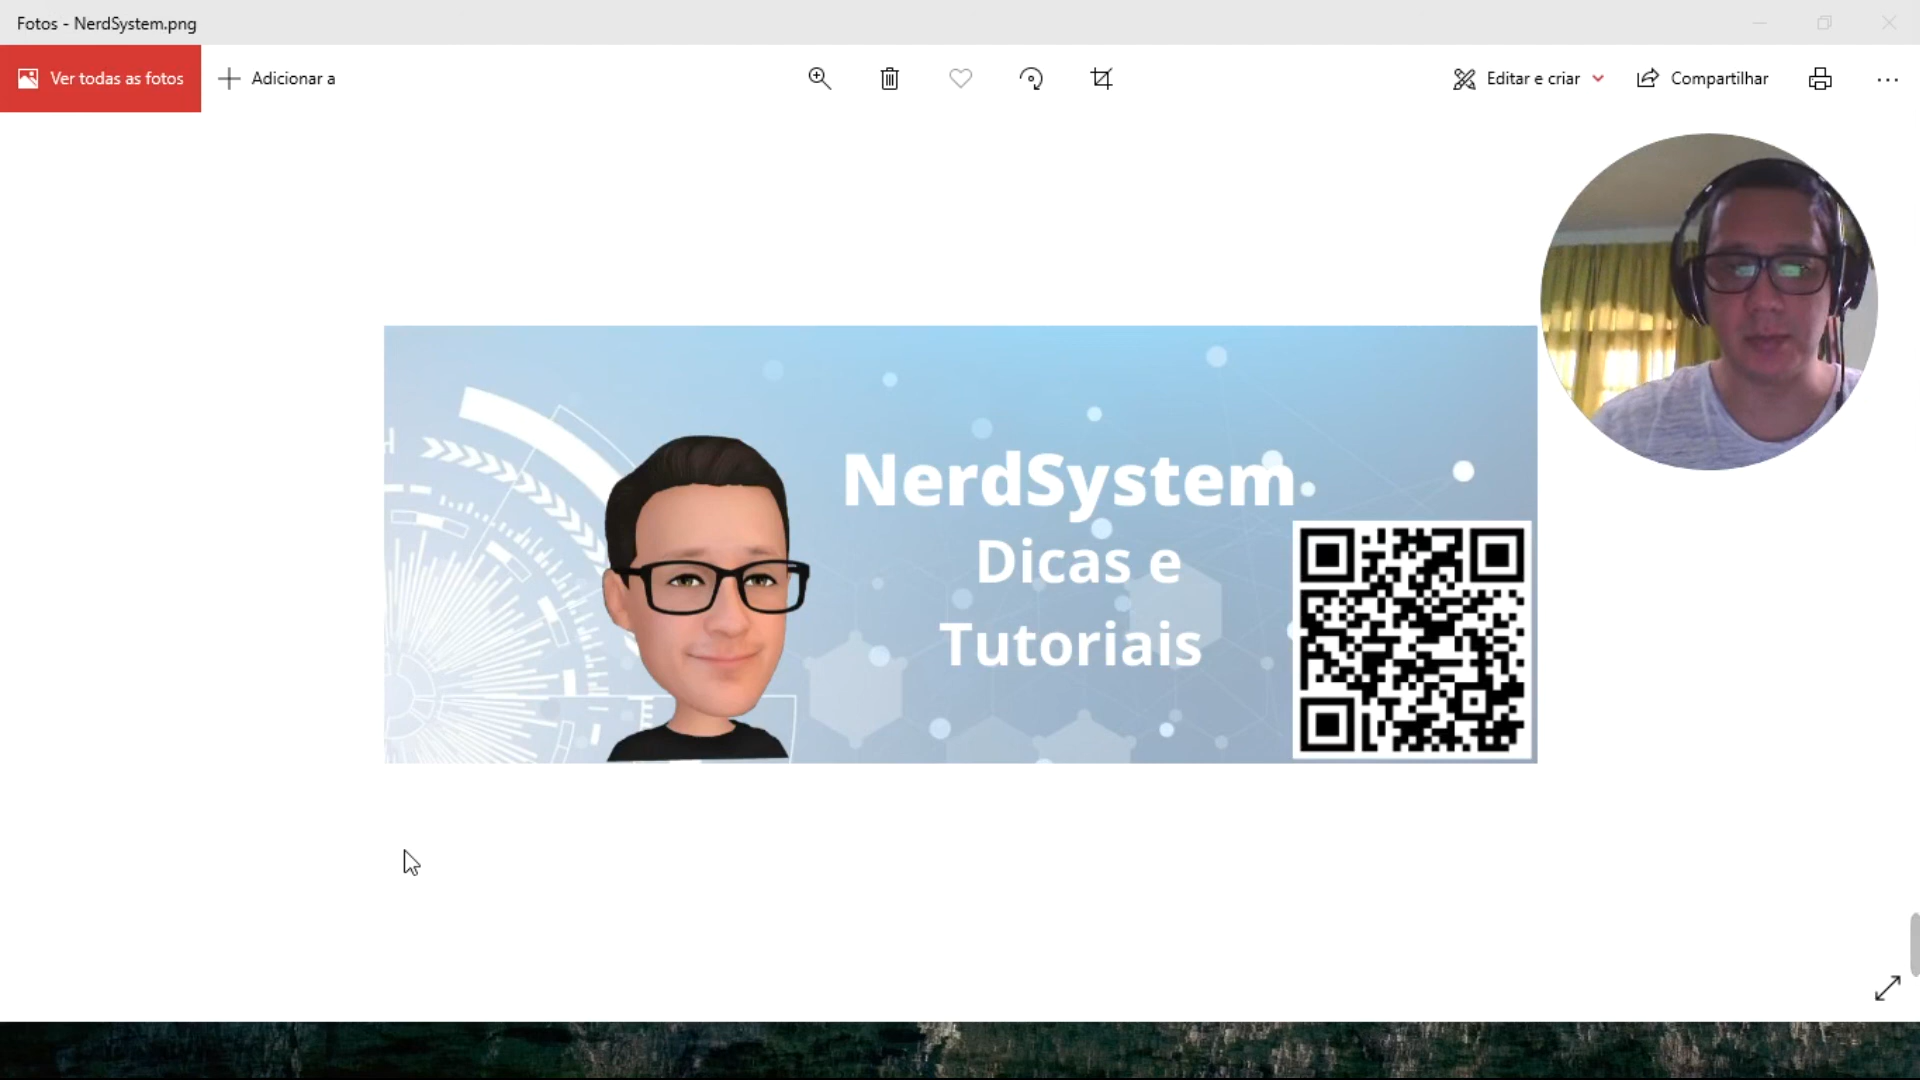 Fotos - NerdSystem.png
Ver todas as fotos
Adicionar a
Editar e criar
Compartilhar
NerdSystem
Dicas e
Tutoriais